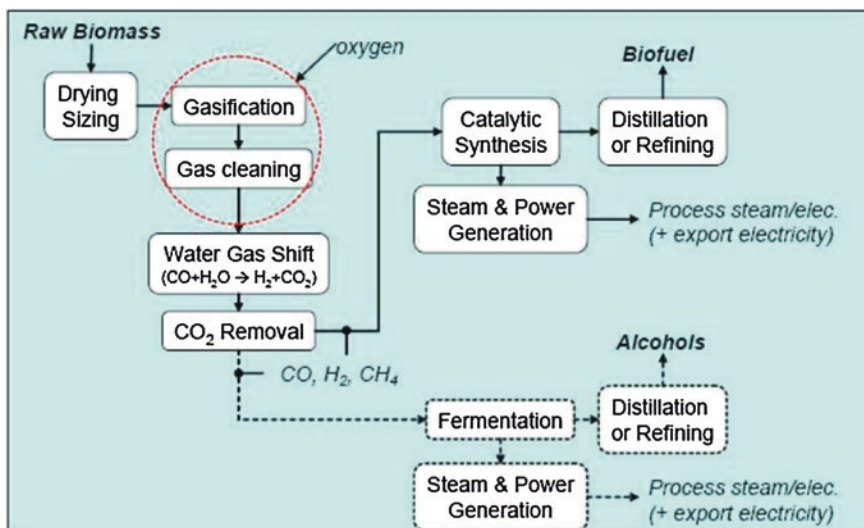 Raw Biomass
oxygen
Drying
Sizing
Gasification
Gas cleaning
Water Gas Shift
(CO+H₂O → H₂+CO₂)
CO₂ Removal
CO, H₂, CH₄
Biofuel
Catalytic
Synthesis
Distillation
or Refining
Steam & Power
Generation
Process steam/elec.
(+ export electricity)
Alcohols
Fermentation
Distillation
or Refining
Steam & Power
Generation
Process steam/elec.
(+ export electricity)